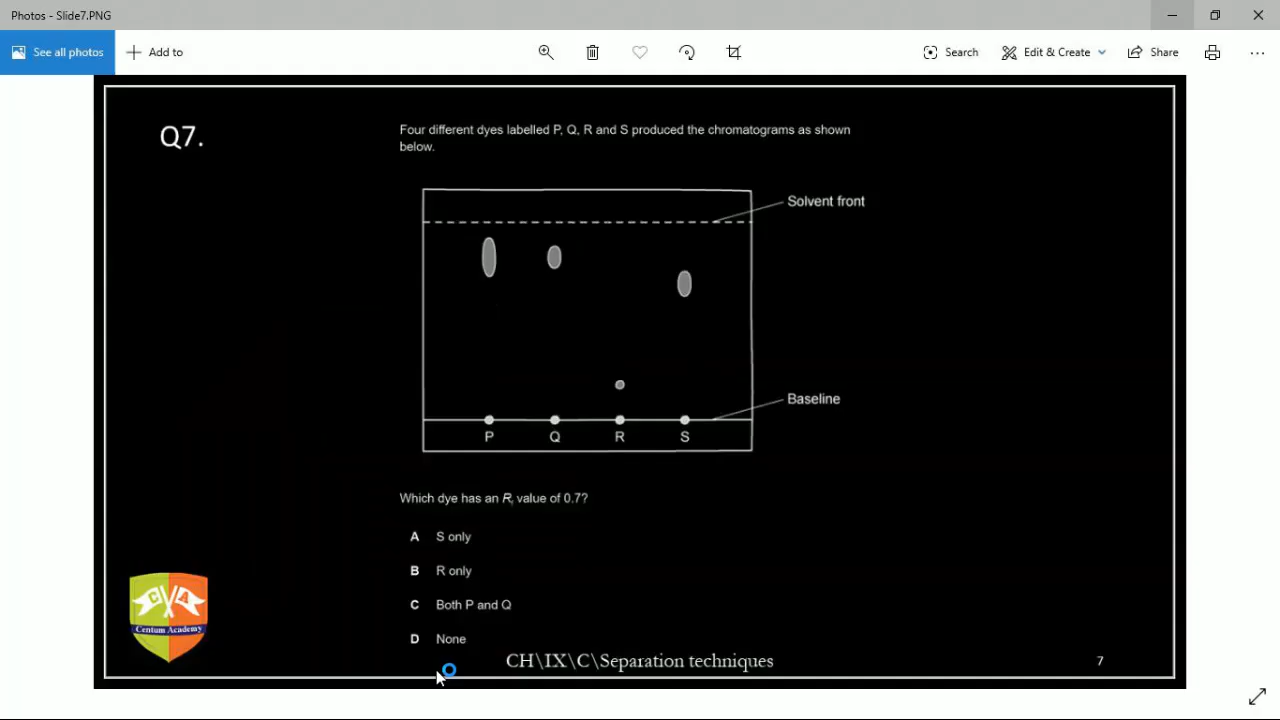 Photos - Slide7.PNG
See all photos
Add to
Search
Edit & Create
Share
Q7.
Four different dyes labelled P, Q, R and S produced the chromatograms as shown
below.
Solvent front
Baseline
P Q R S
Which dye has an Rf value of 0.7?
A S only
B R only
C Both P and Q
D None
C A
Centum Academy
CH\IX\C\Separation techniques
7